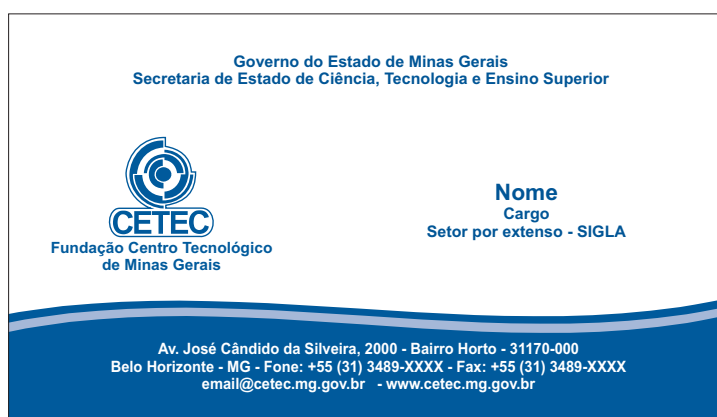 Governo do Estado de Minas Gerais
Secretaria de Estado de Ciência, Tecnologia e Ensino Superior
CETEC
Fundação Centro Tecnológico
de Minas Gerais
Nome
Cargo
Setor por extenso - SIGLA
Av. José Cândido da Silveira, 2000 - Bairro Horto - 31170-000
Belo Horizonte - MG - Fone: +55 (31) 3489-XXXX - Fax: +55 (31) 3489-XXXX
email@cetec.mg.gov.br - www.cetec.mg.gov.br